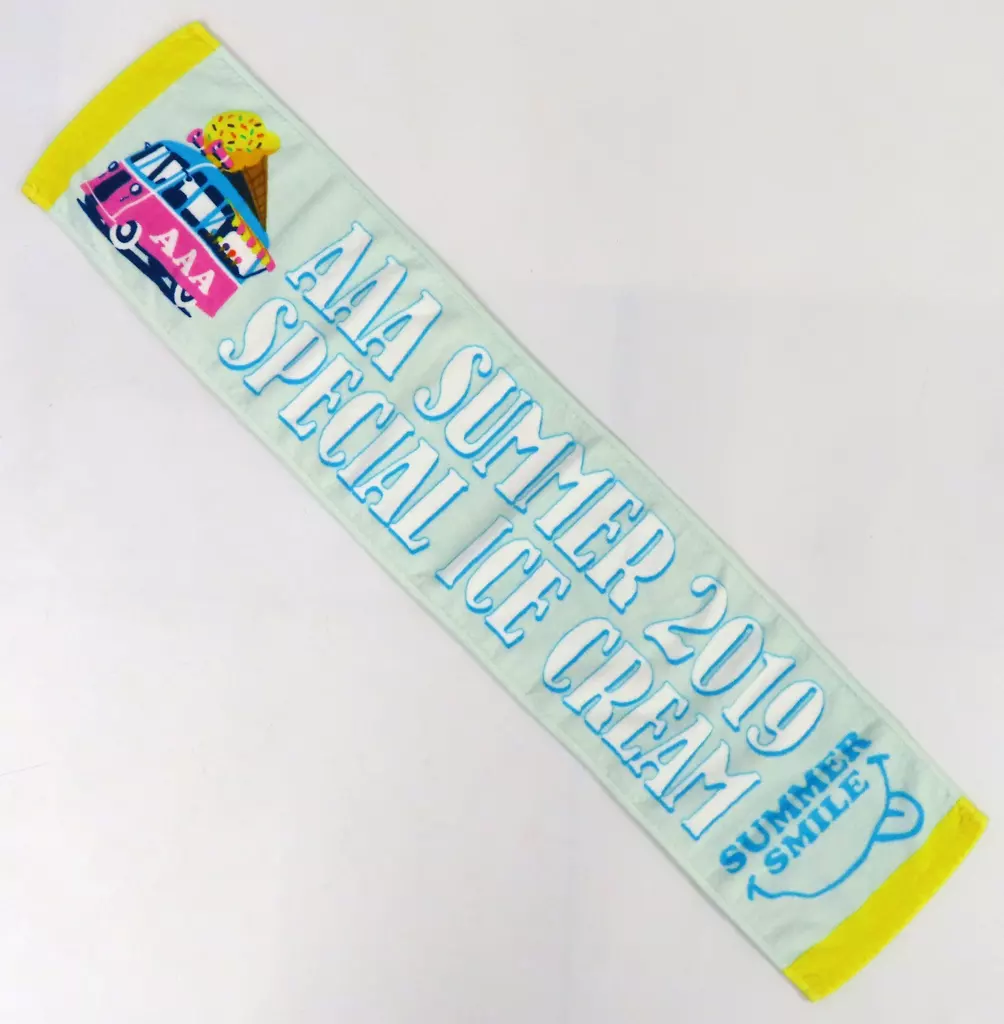 AAA
AAA SUMMER 2019
SPECIAL ICE CREAM
SUMMER
SMILE